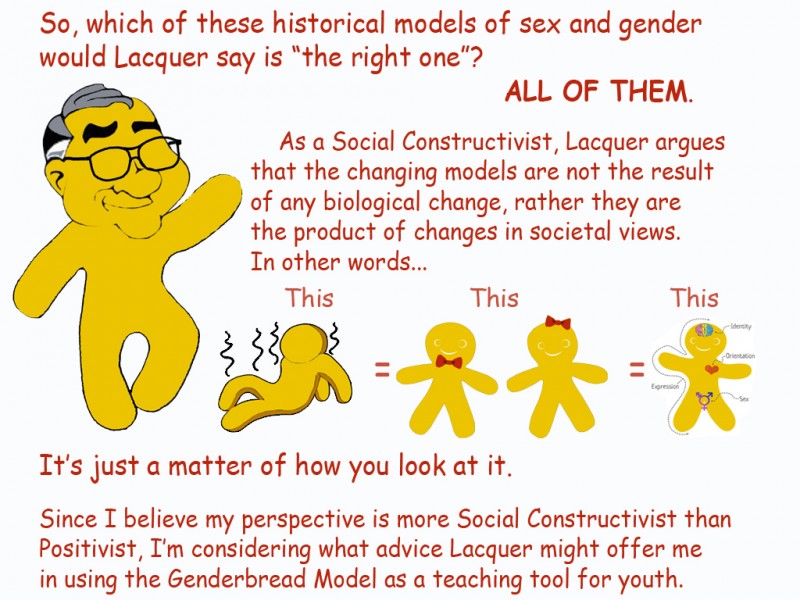 So, which of these historical models of sex and gender
would Lacquer say is “the right one”?
ALL OF THEM.
As a Social Constructivist, Lacquer argues
that the changing models are not the result
of any biological change, rather they are
the product of changes in societal views.
In other words...
This This This
= =
Identity
Orientation
Expression
Sex
It’s just a matter of how you look at it.
Since I believe my perspective is more Social Constructivist than
Positivist, I’m considering what advice Lacquer might offer me
in using the Genderbread Model as a teaching tool for youth.